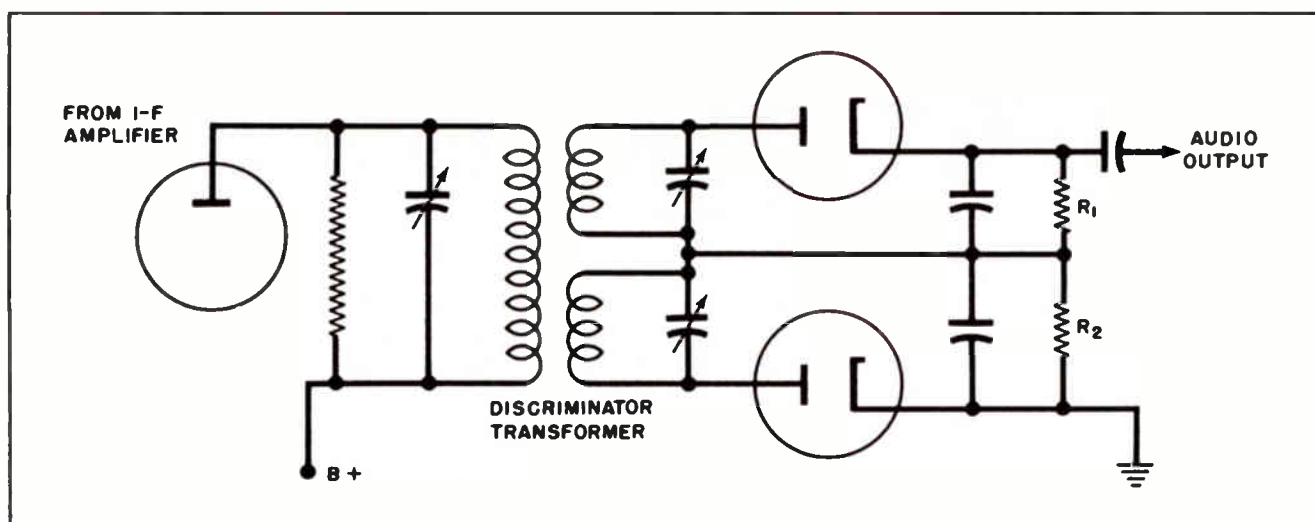 FROM I-F
AMPLIFIER
AUDIO
OUTPUT
R1
R2
DISCRIMINATOR
TRANSFORMER
B +